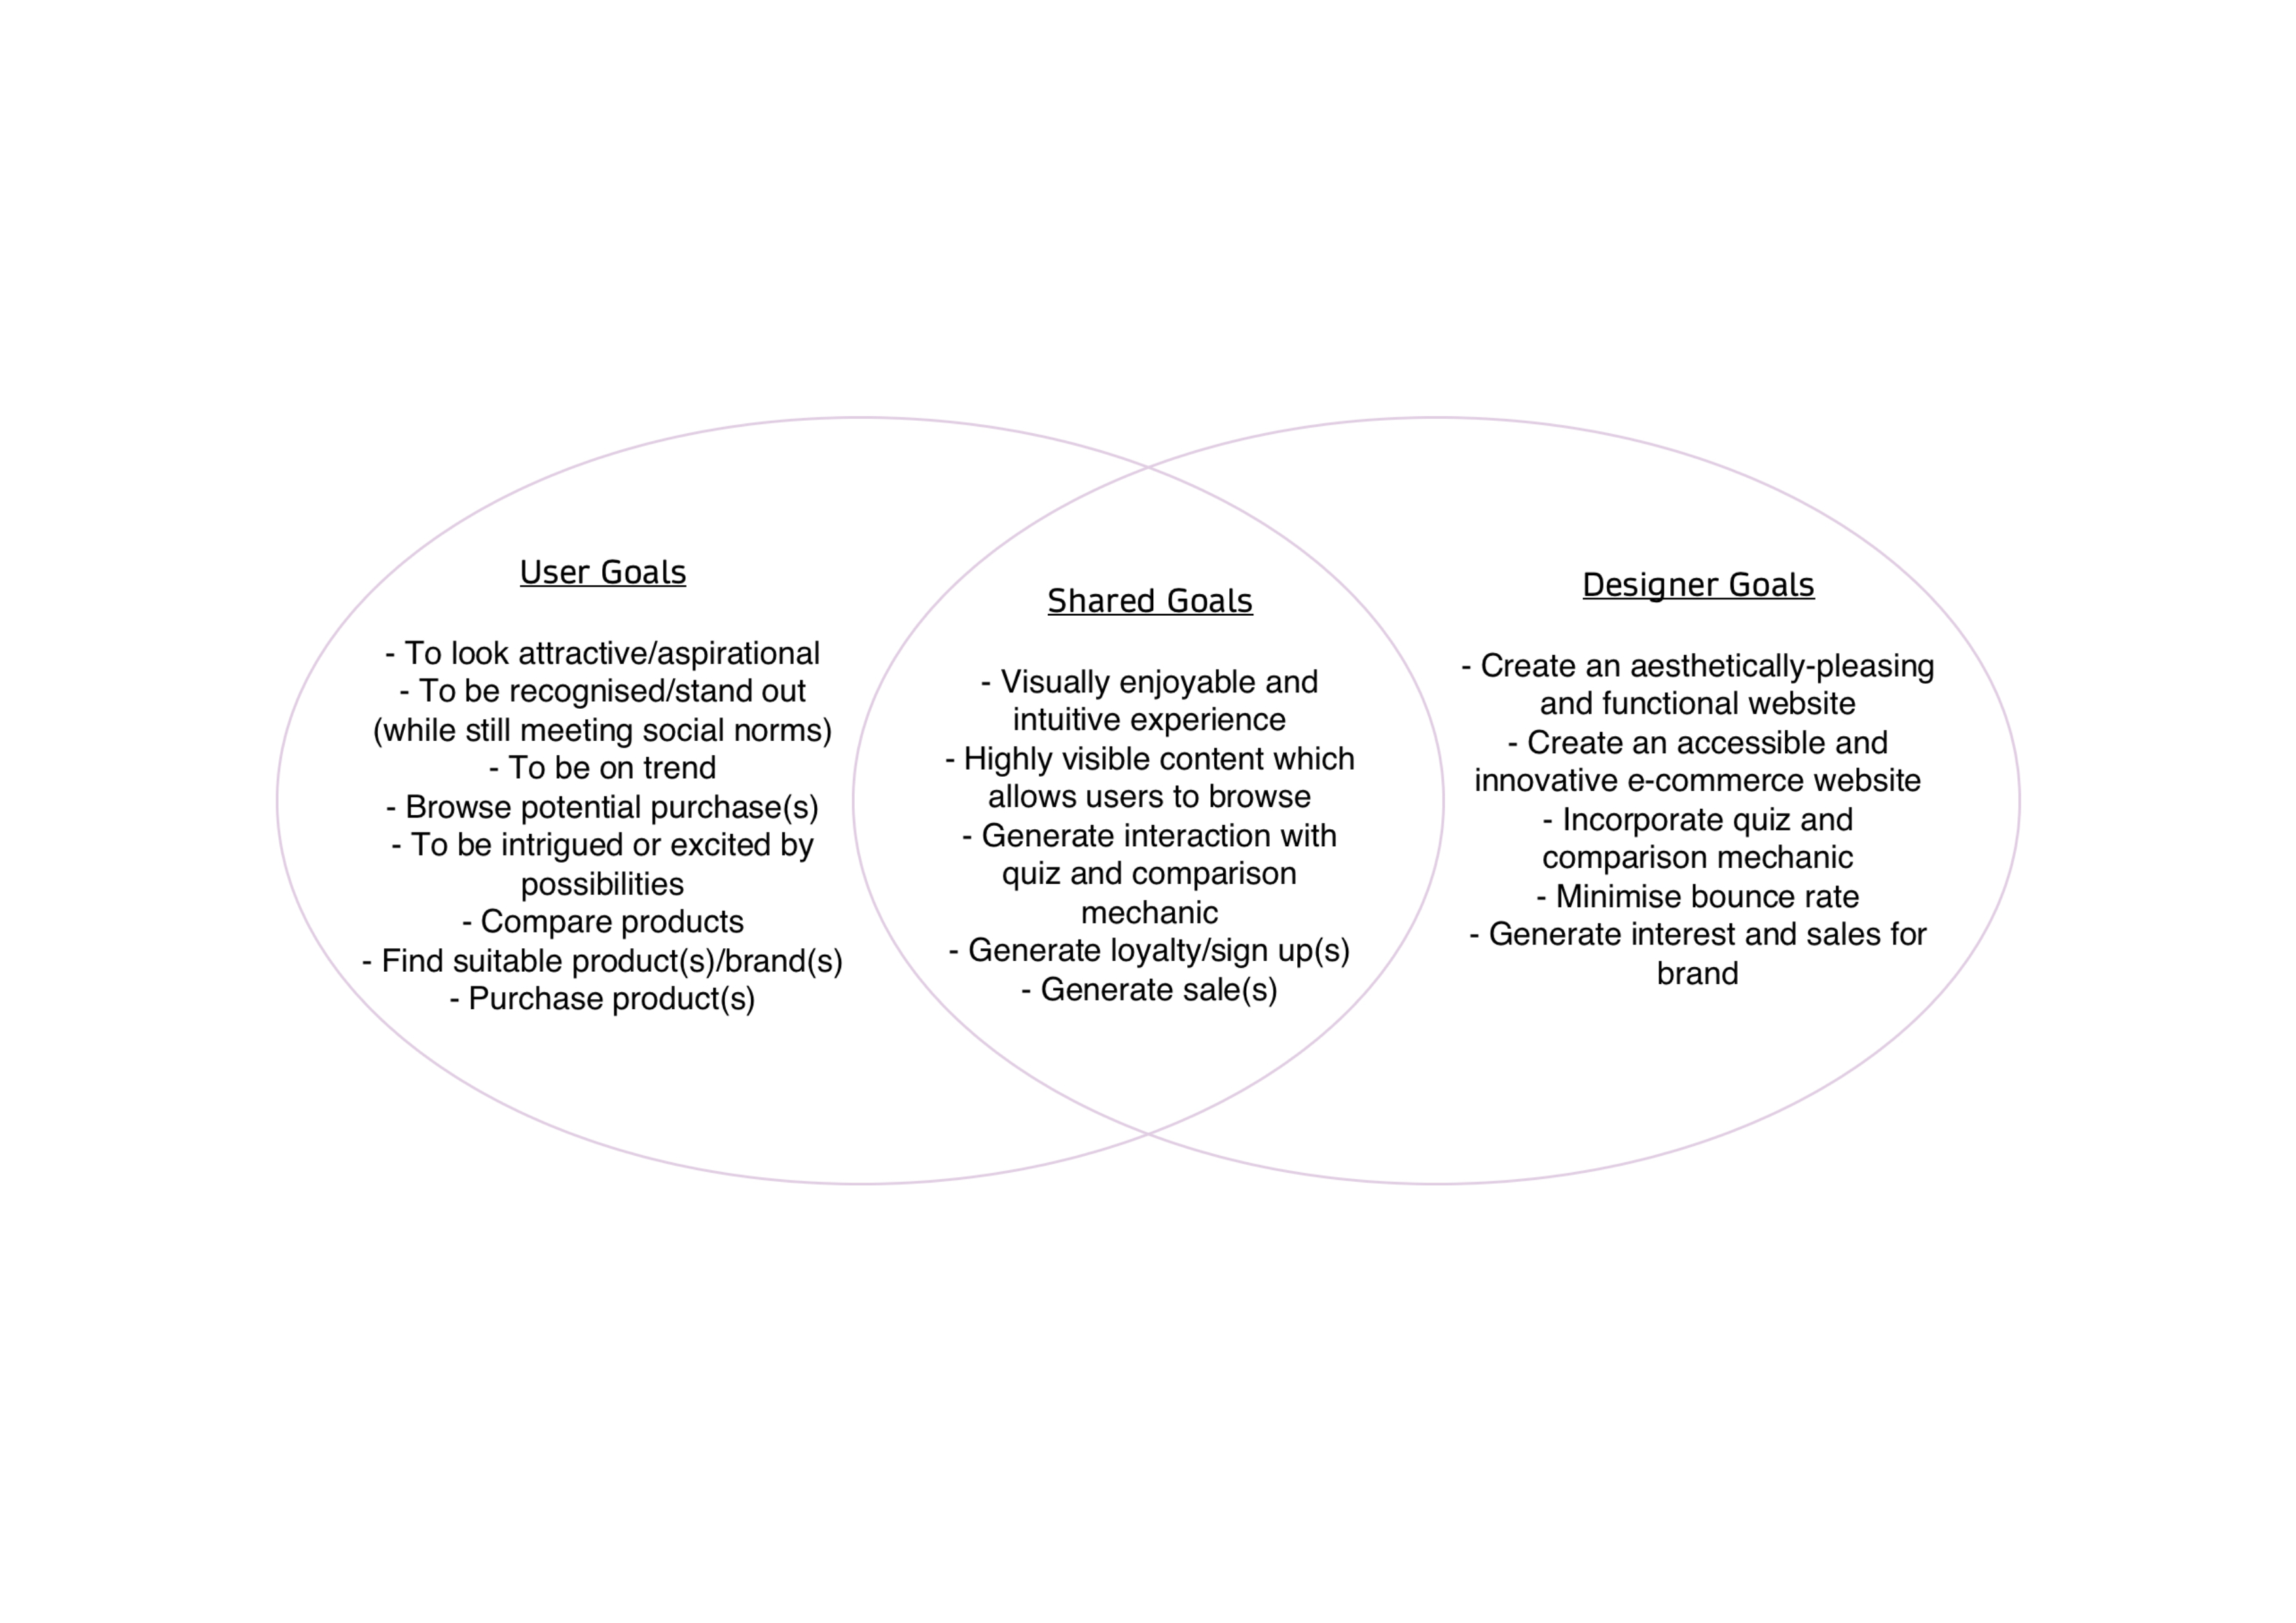 User Goals
- To look attractive/aspirational
- To be recognised/stand out
(while still meeting social norms)
- To be on trend
- Browse potential purchase(s)
- To be intrigued or excited by
possibilities
- Compare products
- Find suitable product(s)/brand(s)
- Purchase product(s)
Shared Goals
- Visually enjoyable and
intuitive experience
- Highly visible content which
allows users to browse
- Generate interaction with
quiz and comparison
mechanic
- Generate loyalty/sign up(s)
- Generate sale(s)
Designer Goals
- Create an aesthetically-pleasing
and functional website
- Create an accessible and
innovative e-commerce website
- Incorporate quiz and
comparison mechanic
- Minimise bounce rate
- Generate interest and sales for
brand